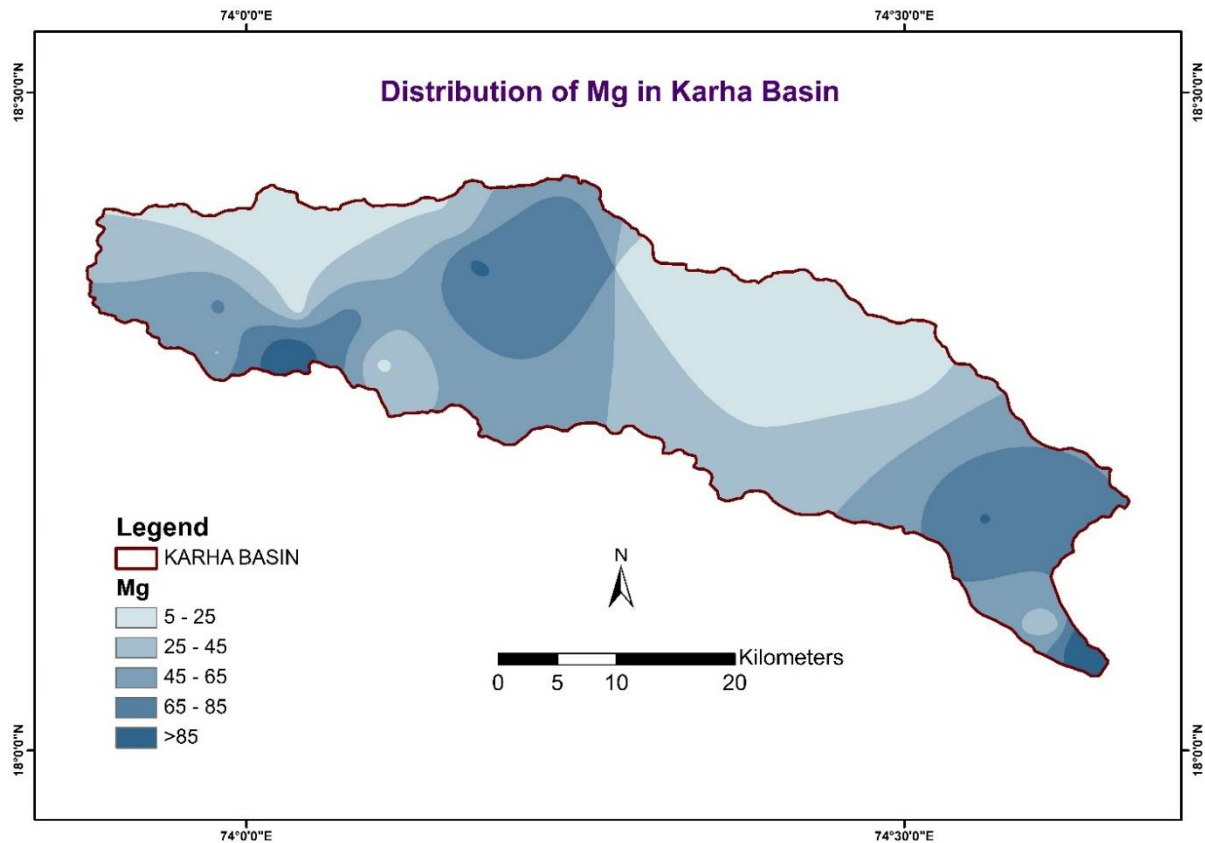 74°0'0"E
74°30'0"E
Distribution of Mg in Karha Basin
18°30'0"N
18°30'0"N
Legend
KARHA BASIN
Mg
5 - 25
25 - 45
45 - 65
65 - 85
>85
N
Kilometers
0 5 10 20
18°0'0"N
18°0'0"N
74°0'0"E
74°30'0"E